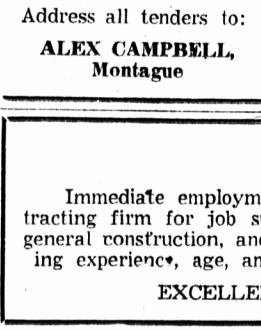 Address all tenders to:
ALEX CAMPBELL,
Montague
Immediate employm
tracting firm for job s
general construction, and
ing experience, age, an
EXCELLE